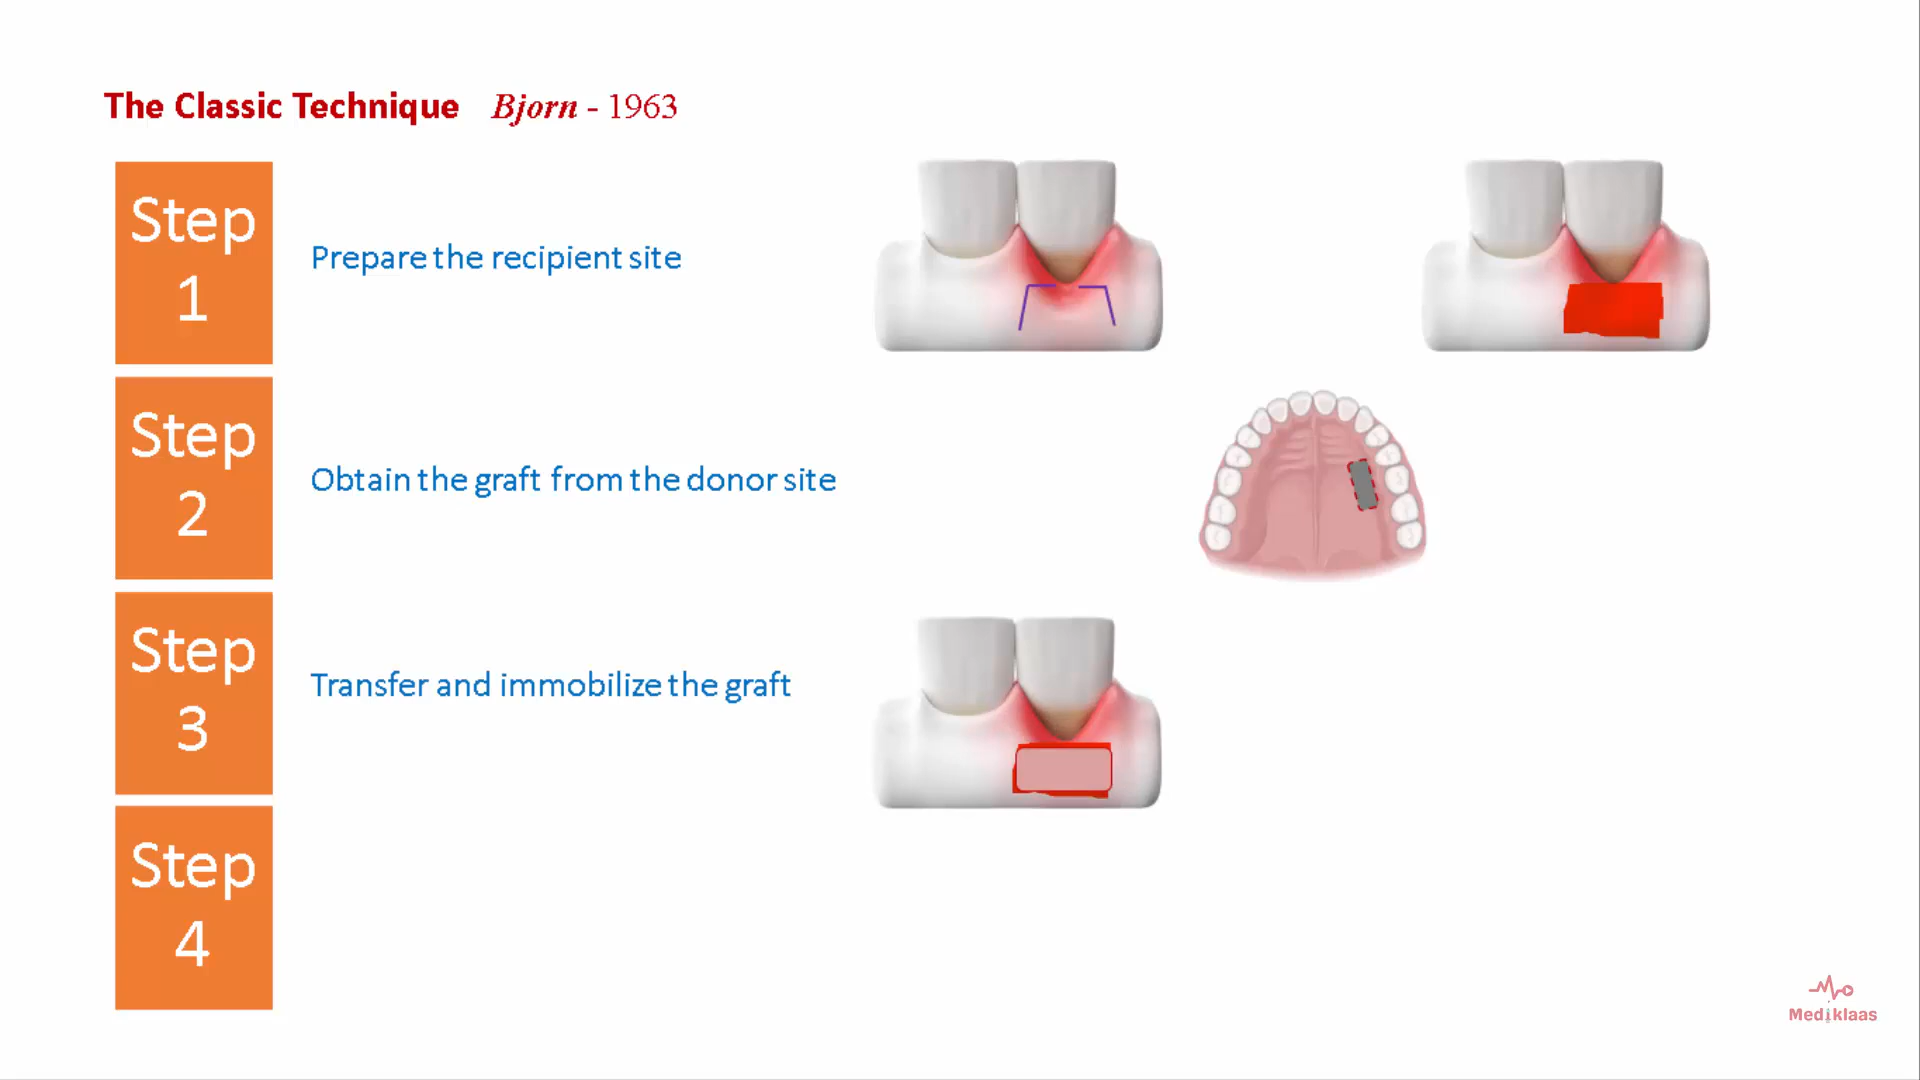 The Classic Technique Bjorn - 1963
Step
1
Prepare the recipient site
Step
2
Obtain the graft from the donor site
Step
3
Transfer and immobilize the graft
Step
4
Mediklaas